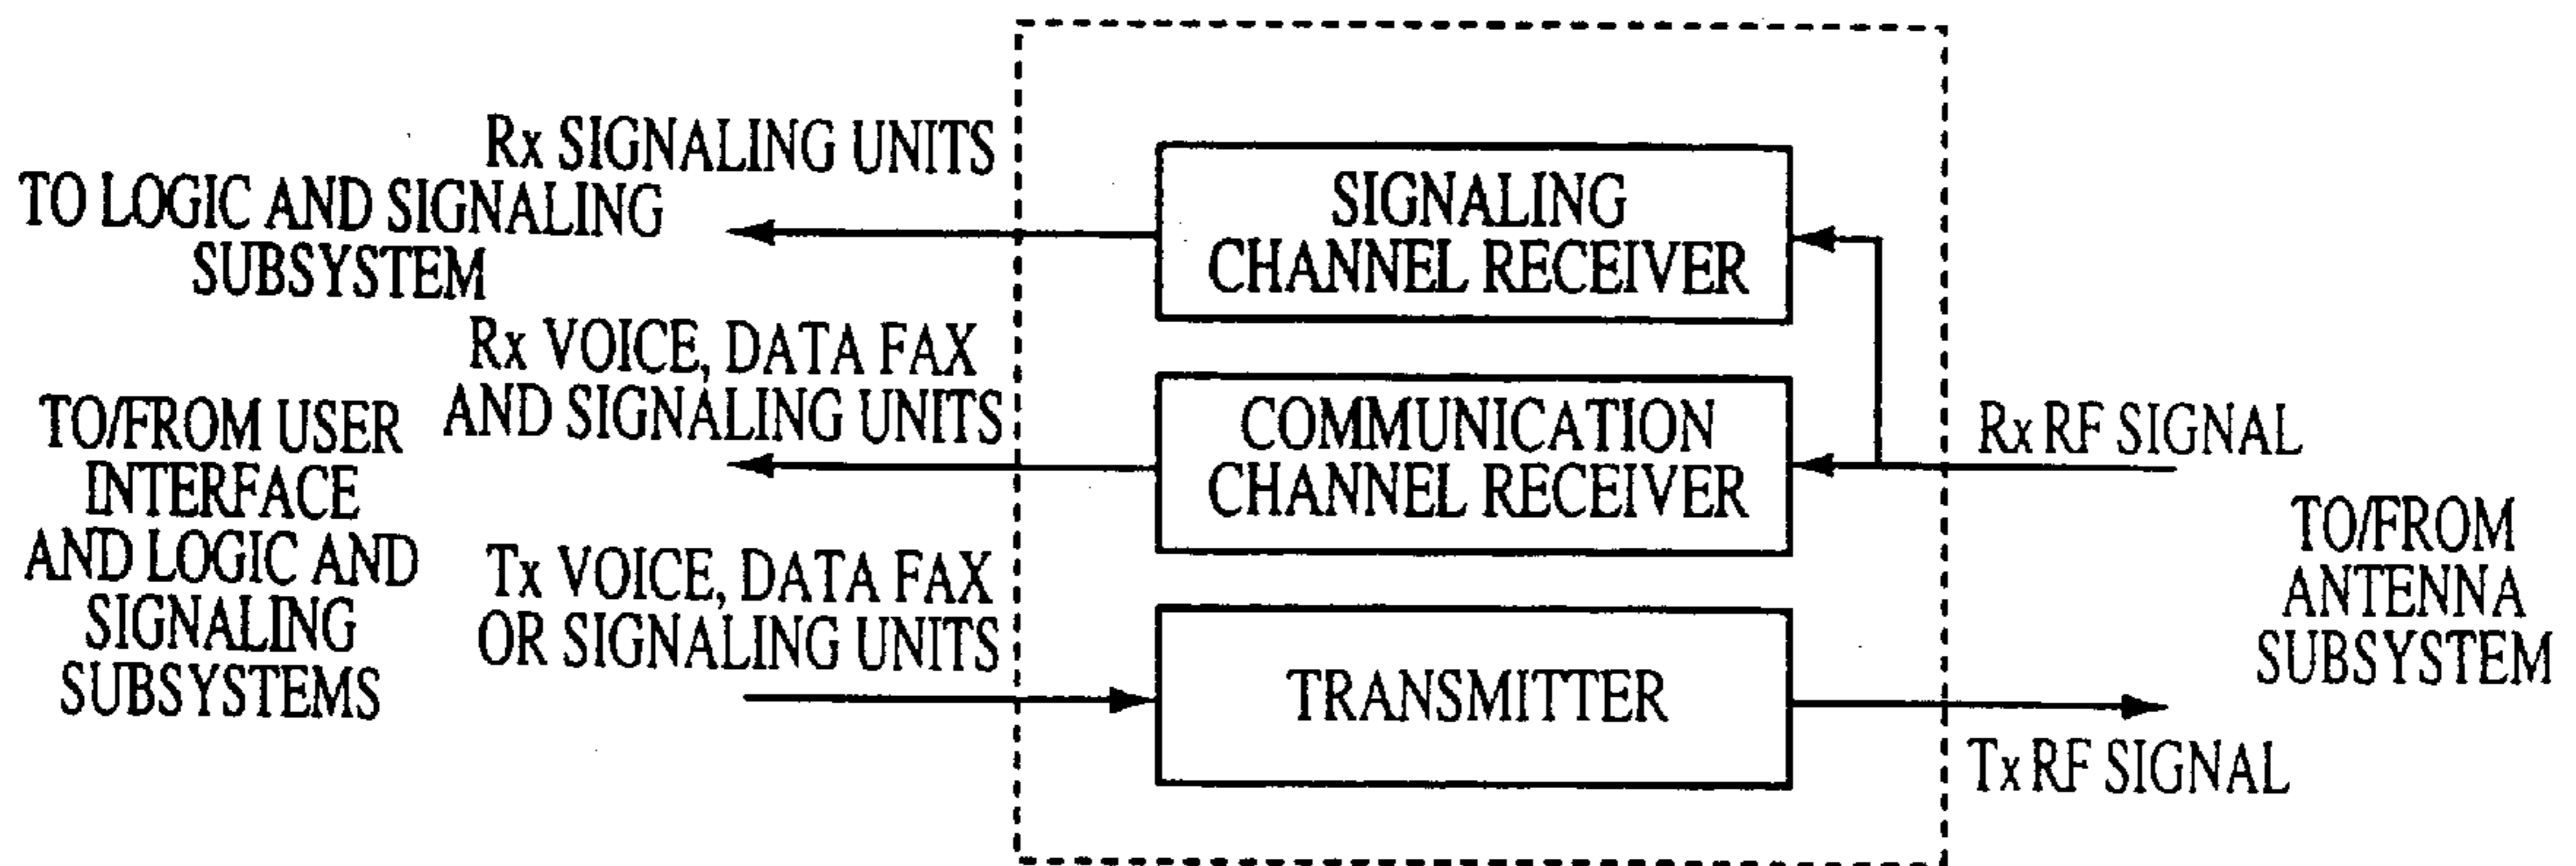 Rx SIGNALING UNITS
TO LOGIC AND SIGNALING
SUBSYSTEM
SIGNALING
CHANNEL RECEIVER
Rx VOICE, DATA FAX
AND SIGNALING UNITS
TO/FROM USER
INTERFACE
AND LOGIC AND
SIGNALING
SUBSYSTEMS
COMMUNICATION
CHANNEL RECEIVER
Rx RF SIGNAL
Tx VOICE, DATA FAX
OR SIGNALING UNITS
TRANSMITTER
TO/FROM
ANTENNA
SUBSYSTEM
Tx RF SIGNAL